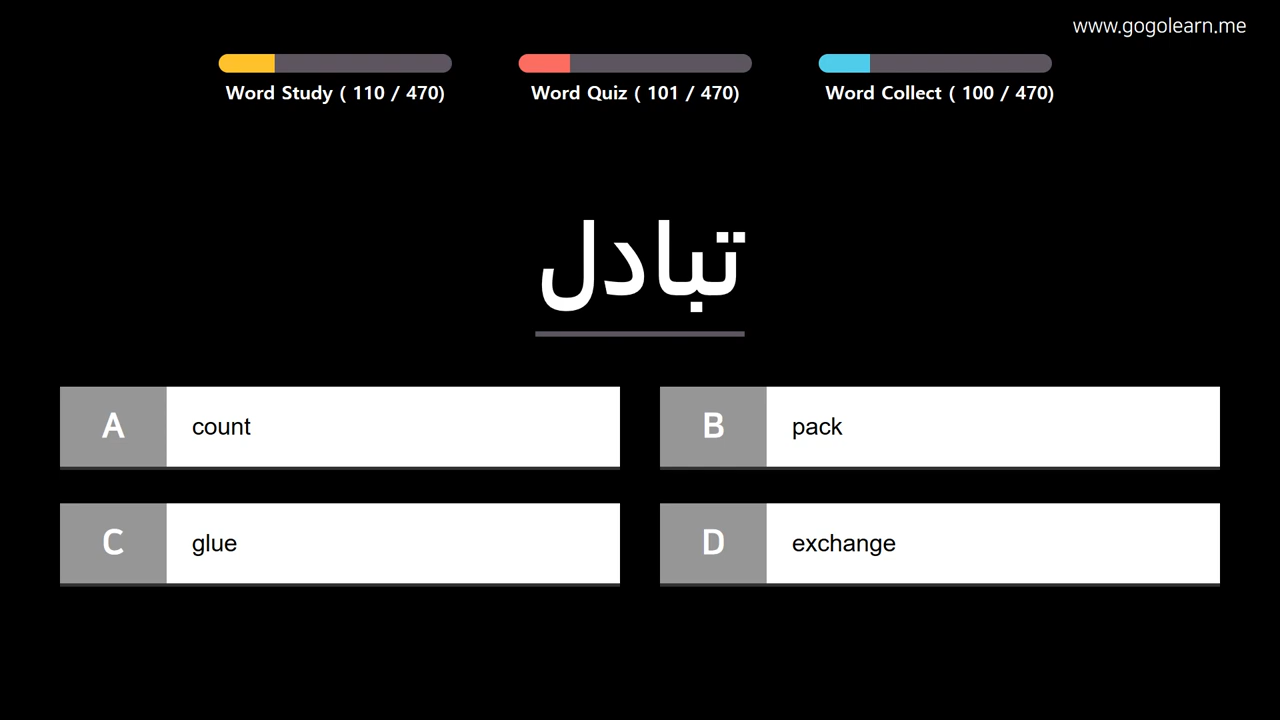 www.gogolearn.me
Word Study ( 110 / 470)
Word Quiz ( 101 / 470)
Word Collect ( 100 / 470)
تبادل
A count
B pack
C glue
D exchange